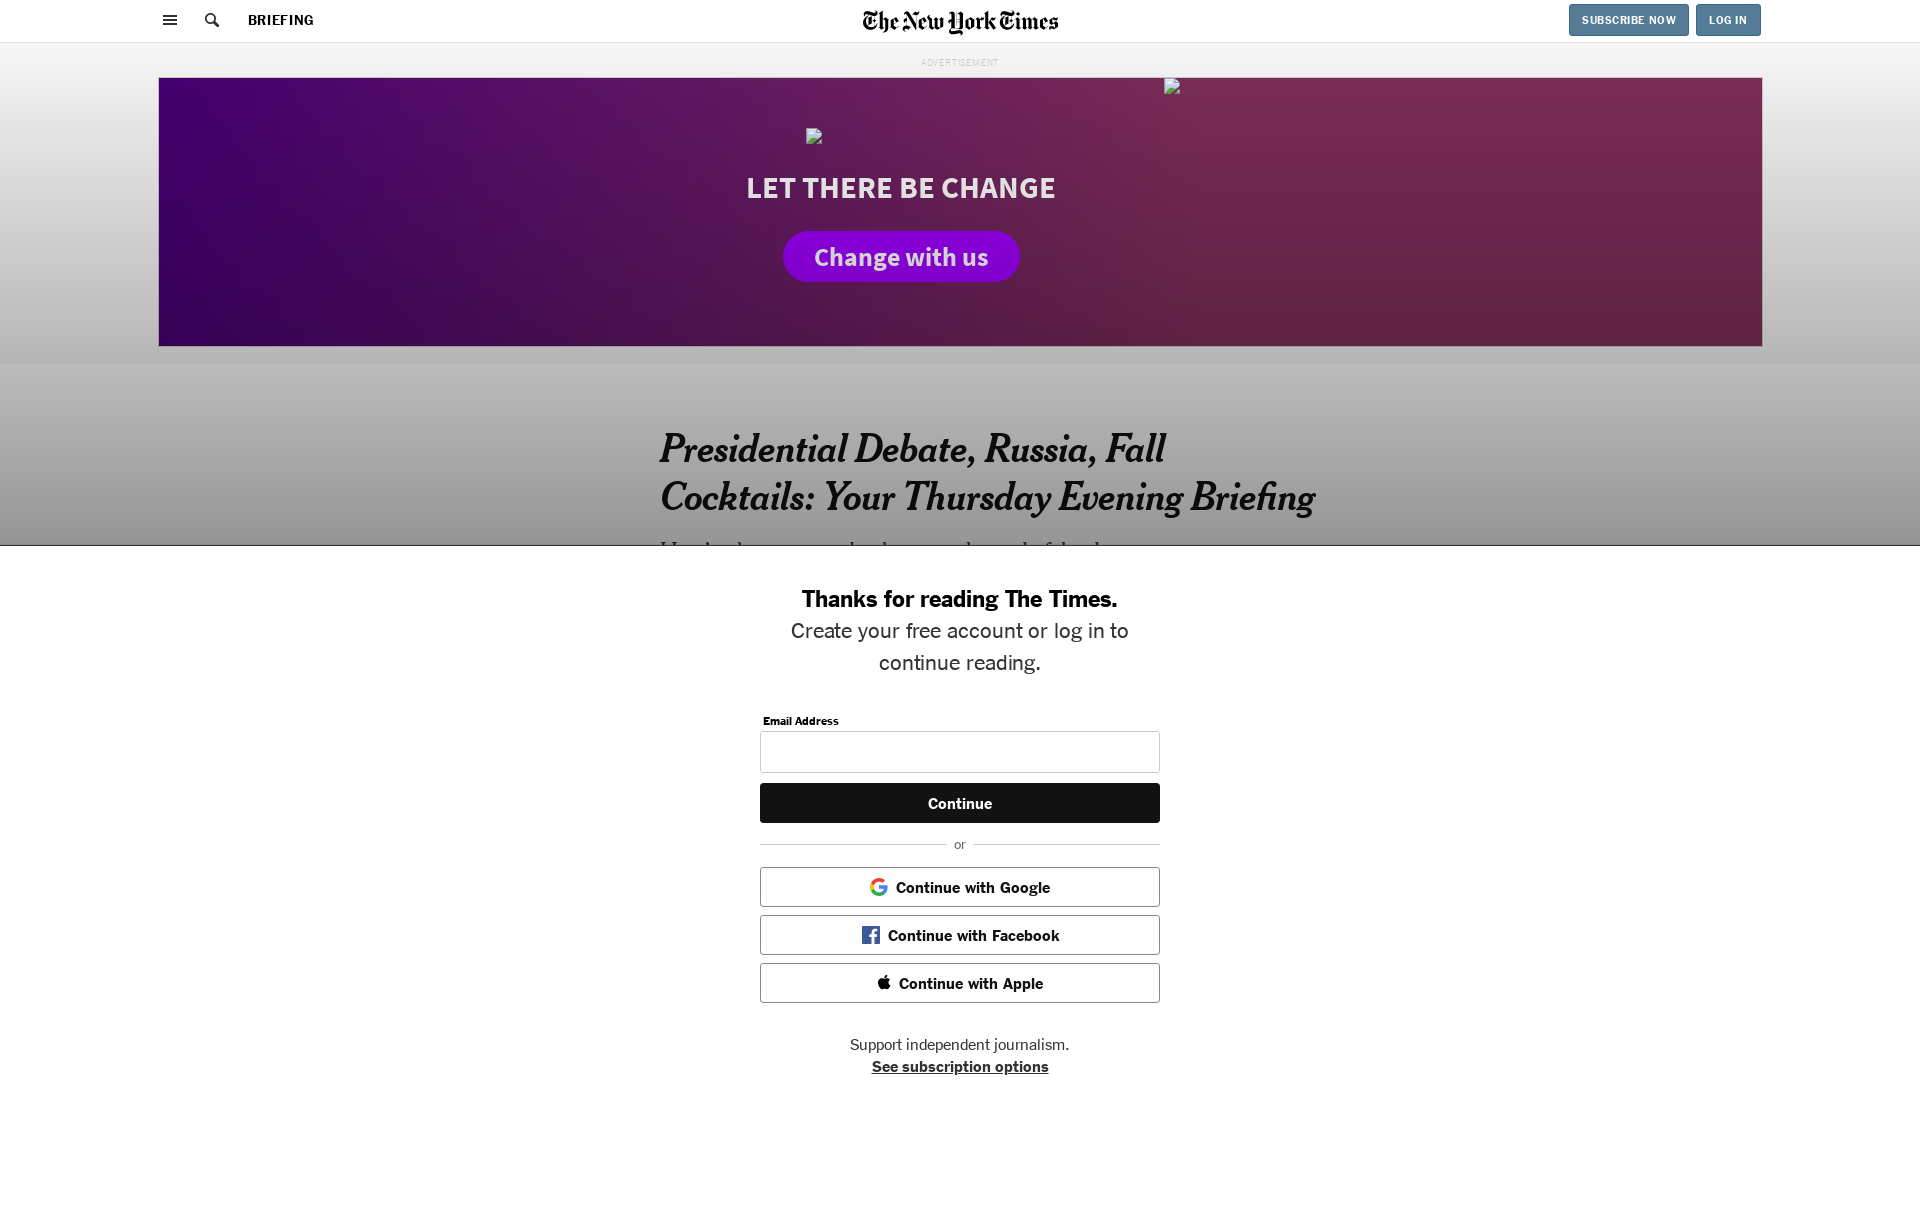 BRIEFING
The New York Times
SUBSCRIBE NOW
LOG IN
ADVERTISEMENT
LET THERE BE CHANGE
Change with us
Presidential Debate, Russia, Fall
Cocktails: Your Thursday Evening Briefing
Thanks for reading The Times.
Create your free account or log in to
continue reading.
Email Address
Continue
or
Continue with Google
Continue with Facebook
Continue with Apple
Support independent journalism.
See subscription options